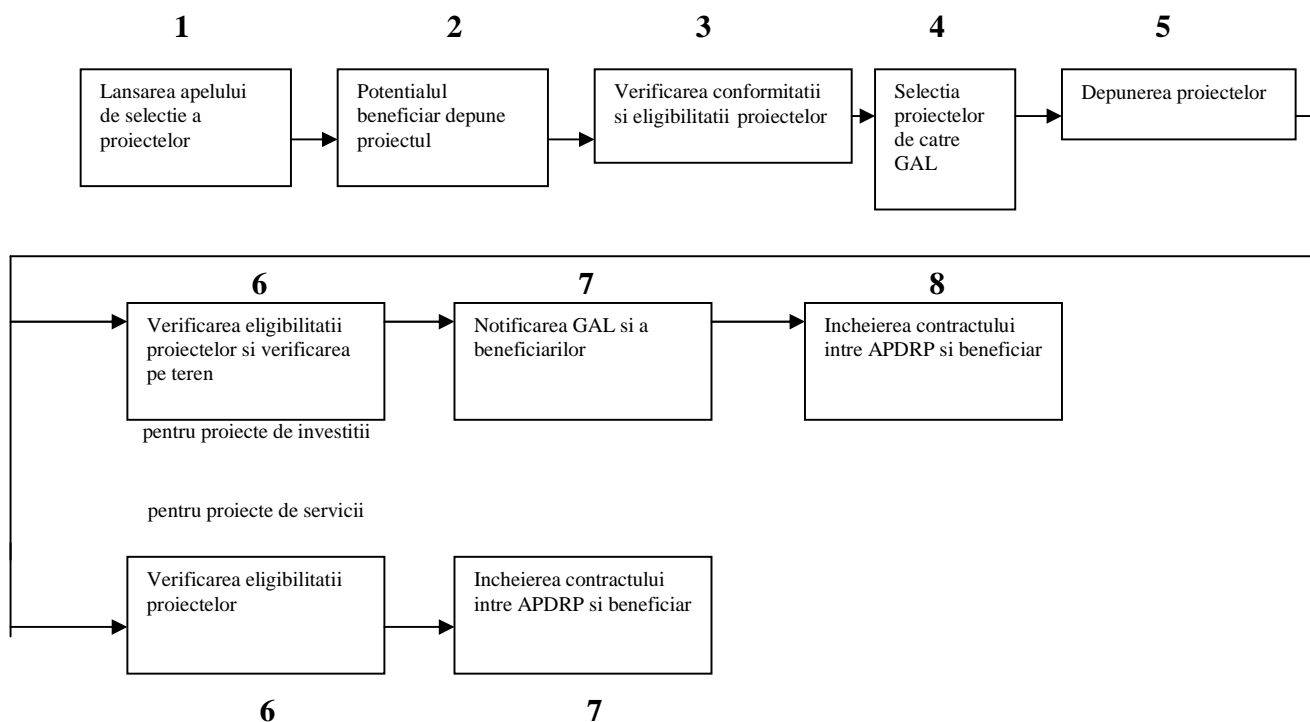 1
Lansarea apelului
de selectie a
proiectelor
2
Potentialul
beneficiar depune
proiectul
3
Verificarea conformitatii
si eligibilitatii proiectelor
4
Selectia
proiectelor
de catre
GAL
5
Depunerea proiectelor
6
Verificarea eligibilitatii
proiectelor si verificarea
pe teren
pentru proiecte de investitii
7
Notificarea GAL si a
beneficiarilor
8
Incheierea contractului
intre APDRP si beneficiar
pentru proiecte de servicii
Verificarea eligibilitatii
proiectelor
6
Incheierea contractului
intre APDRP si beneficiar
7